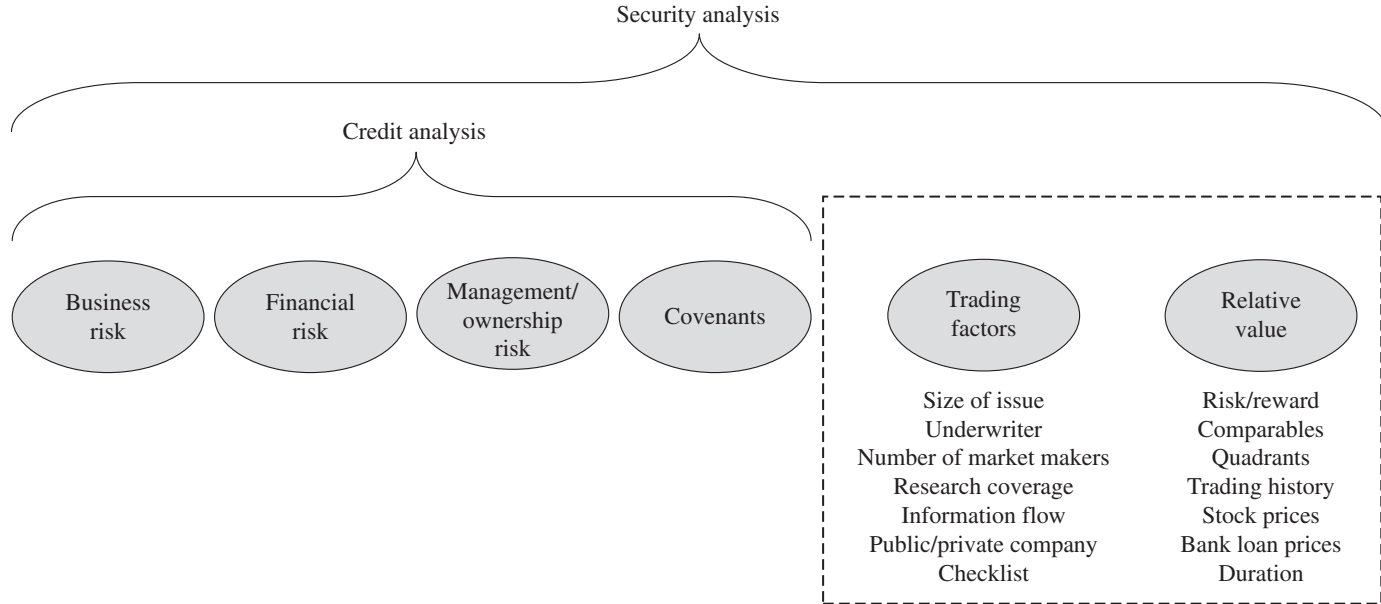 Security analysis
Credit analysis
Business
risk
Financial
risk
Management/
ownership
risk
Covenants
Trading
factors
Relative
value
Size of issue
Underwriter
Number of market makers
Research coverage
Information flow
Public/private company
Checklist
Risk/reward
Comparables
Quadrants
Trading history
Stock prices
Bank loan prices
Duration